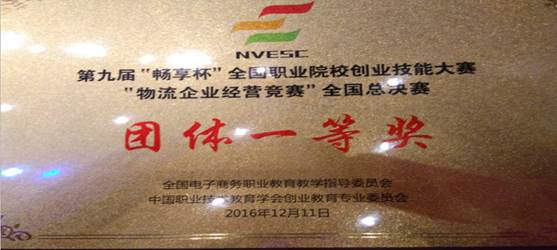 NVESC
第九届“畅享杯”全国职业院校创业技能大赛
“物流企业经营竞赛”全国总决赛
团体一等奖
全国电子商务职业教育教学指导委员会
中国职业技术教育学会创业教育专业委员会
2016年12月11日